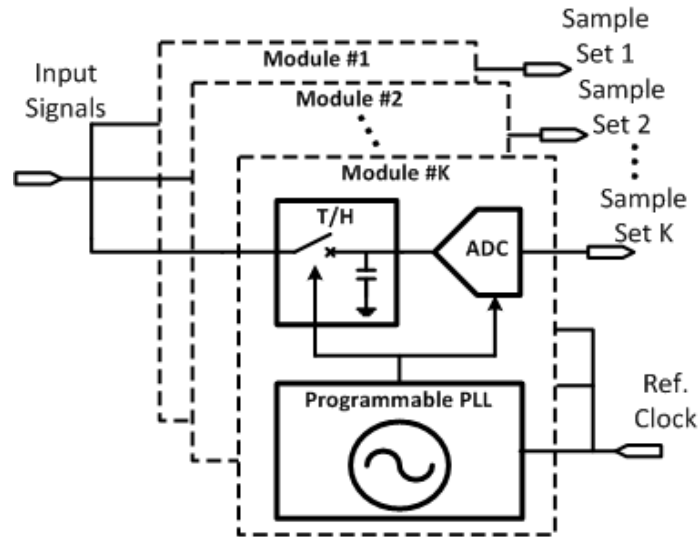 Input
Signals
Module #1
Module #2
Module #K
Sample
Set 1
Sample
Set 2
Sample
Set K
T/H
ADC
Programmable PLL
Ref.
Clock